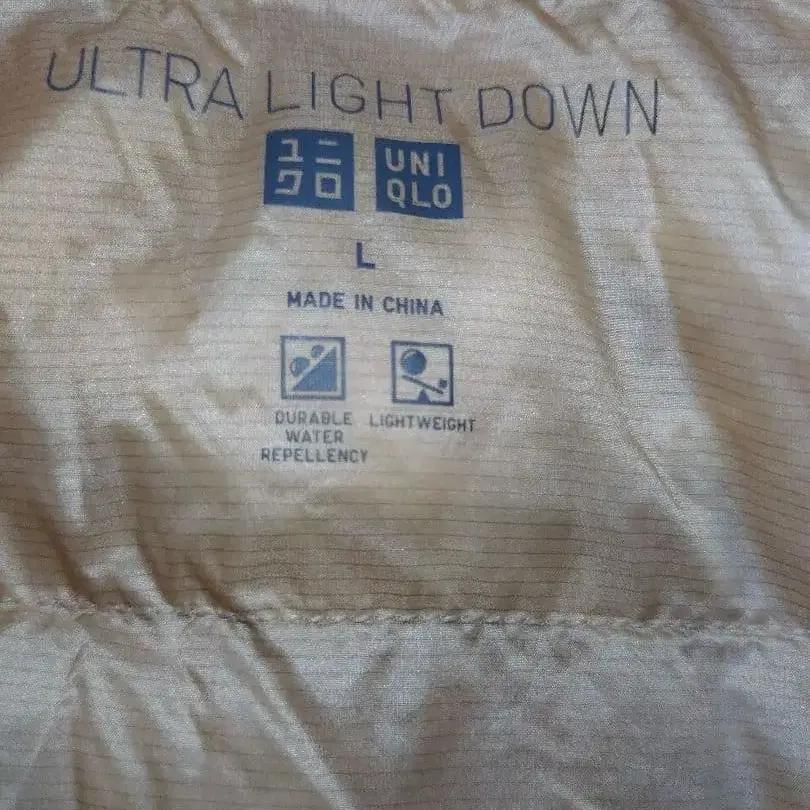 ULTRA LIGHT DOWN
ユニ UNI
クロ QLO
L
MADE IN CHINA
DURABLE LIGHTWEIGHT
WATER
REPELLENCY